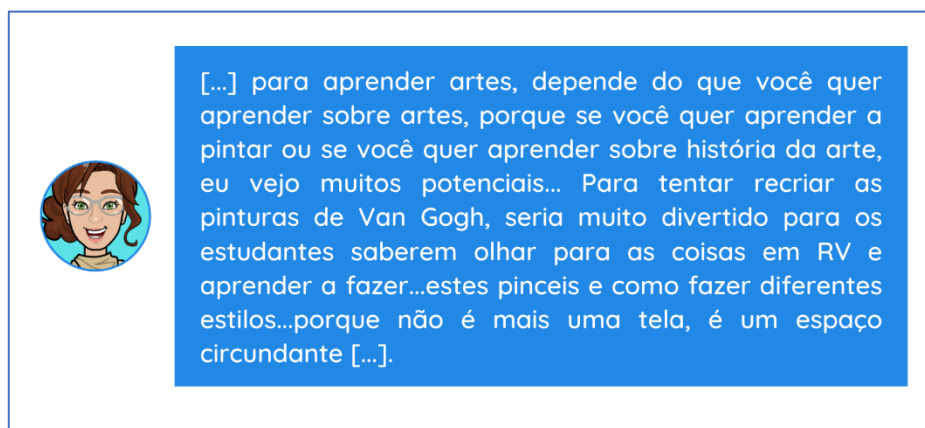 [...] para aprender artes, depende do que você quer
aprender sobre artes, porque se você quer aprender a
pintar ou se você quer aprender sobre história da arte,
eu vejo muitos potenciais... Para tentar recriar as
pinturas de Van Gogh, seria muito divertido para os
estudantes saberem olhar para as coisas em RV e
aprender a fazer...estes pinceis e como fazer diferentes
estilos...porque não é mais uma tela, é um espaço
circundante [...].